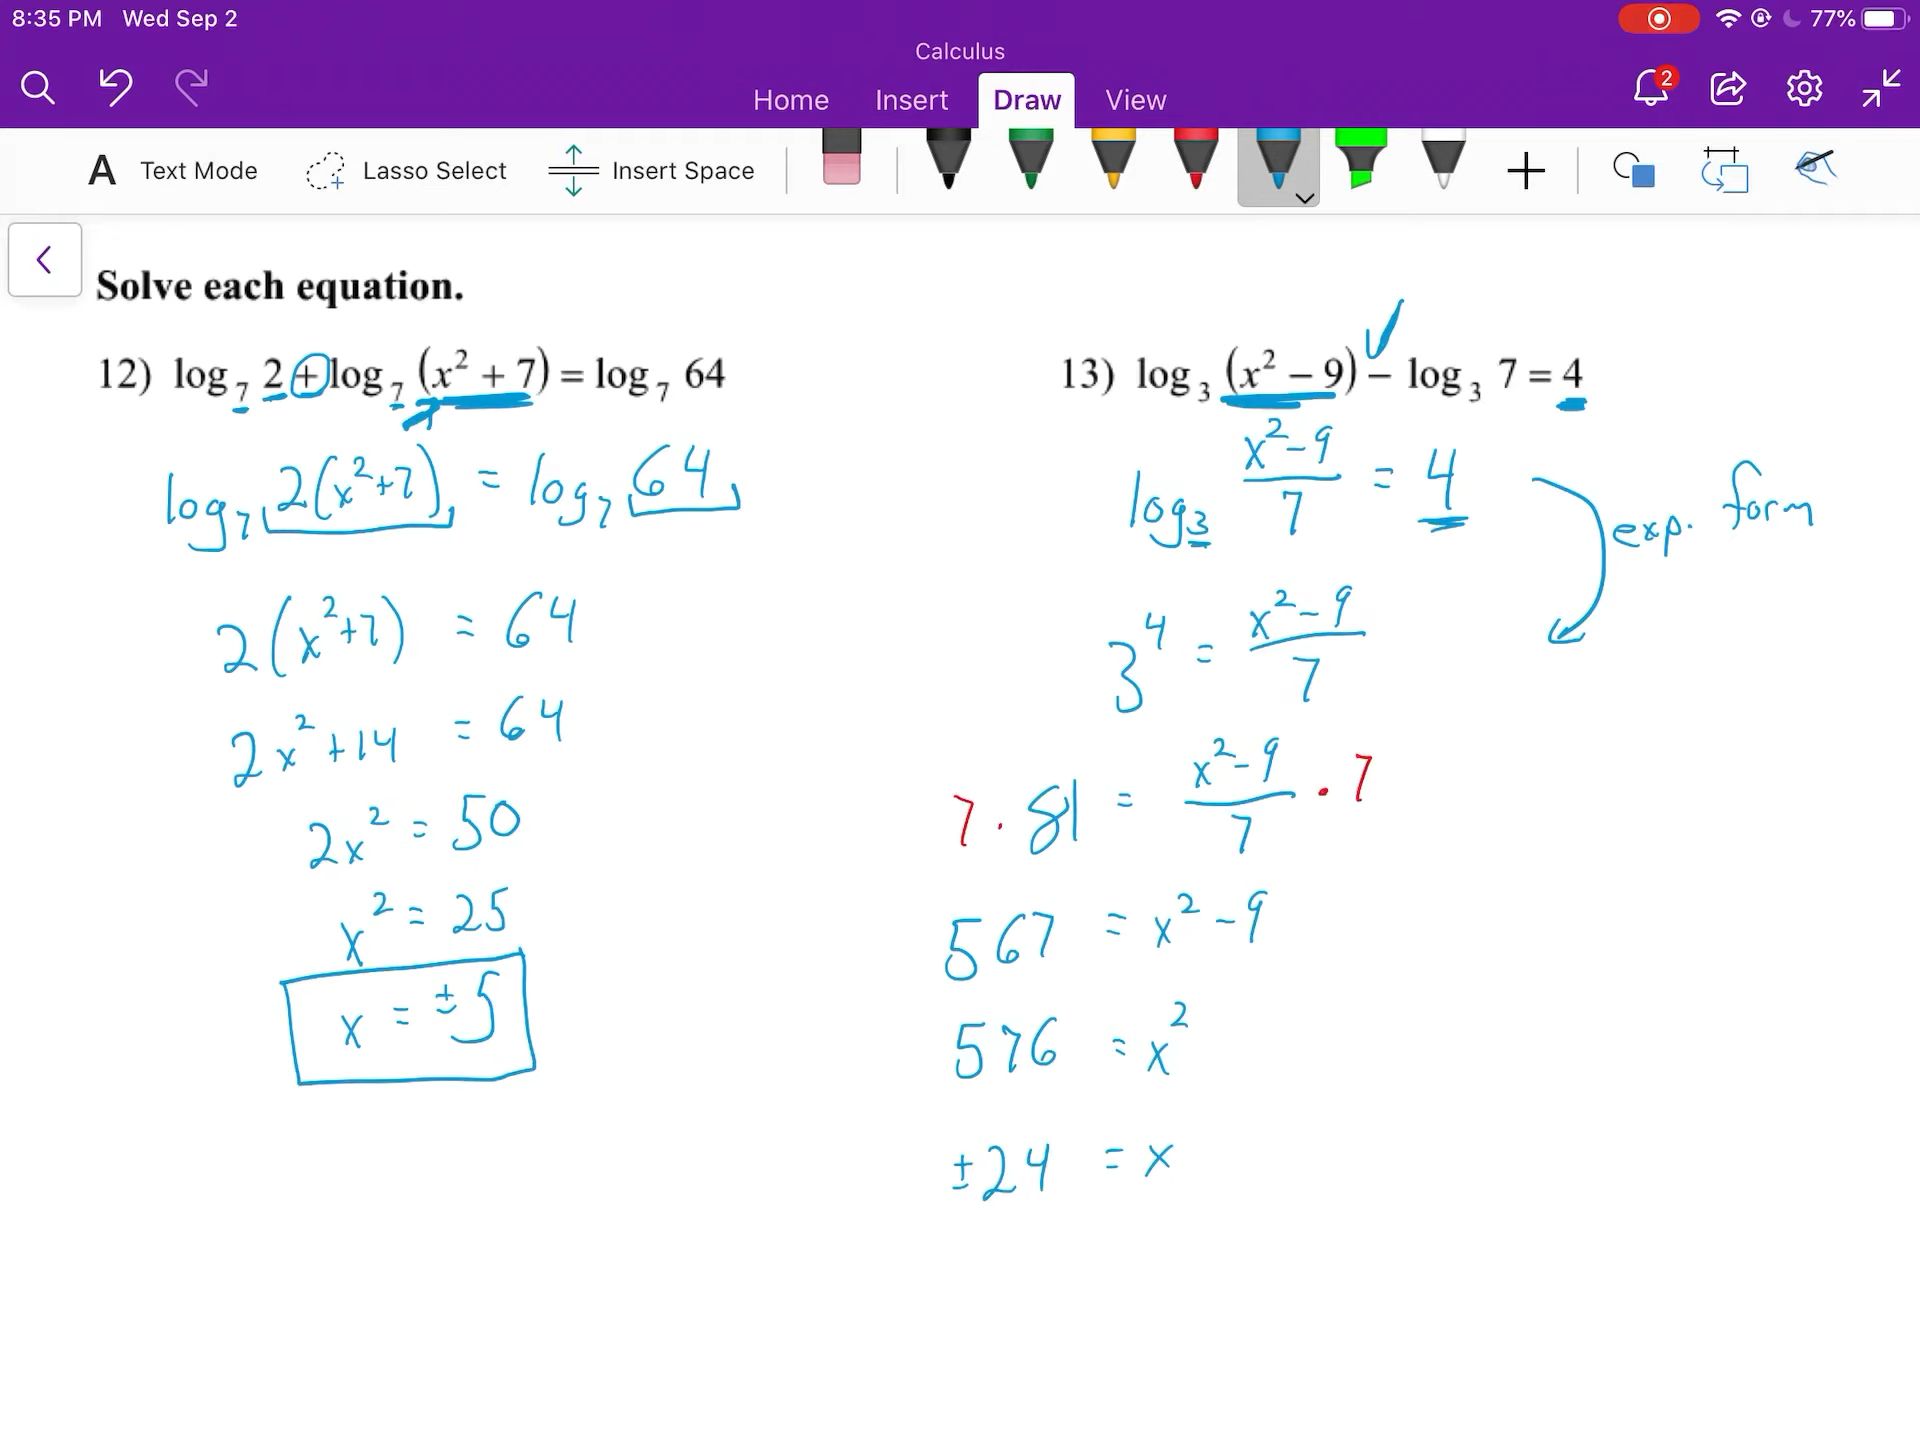 8:35 PM Wed Sep 2 77%
Calculus
Home Insert Draw View 2
A Text Mode Lasso Select Insert Space
Solve each equation.
12) log₇ 2 + log₇ (x² + 7) = log₇ 64
log₇ 2(x²+7) = log₇ 64
2(x²+7) = 64
2x² +14 = 64
2x² = 50
x² = 25
x = ±5
13) log₃ (x² – 9) – log₃ 7 = 4
log₃ (x²-9)/7 = 4
exp. form
3⁴ = (x²-9)/7
7 · 81 = (x²-9)/7 · 7
567 = x² -9
576 = x²
±24 = x